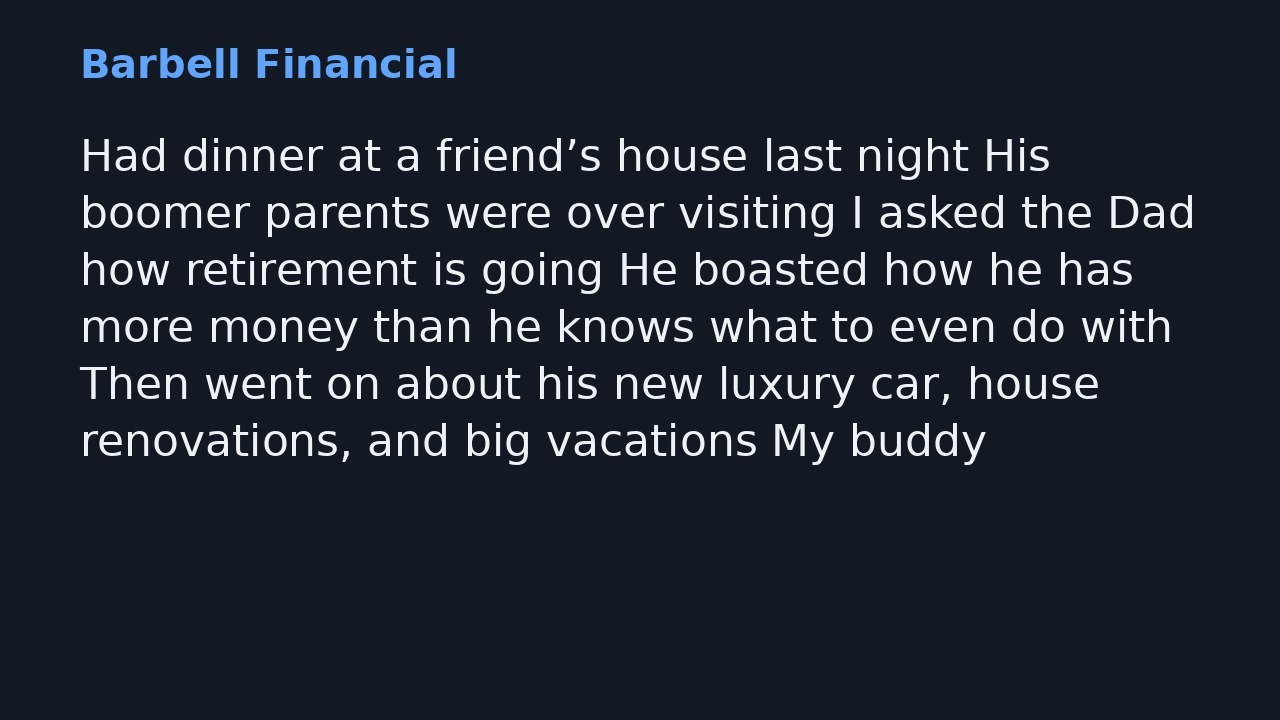 Barbell Financial
Had dinner at a friend’s house last night His
boomer parents were over visiting I asked the Dad
how retirement is going He boasted how he has
more money than he knows what to even do with
Then went on about his new luxury car, house
renovations, and big vacations My buddy